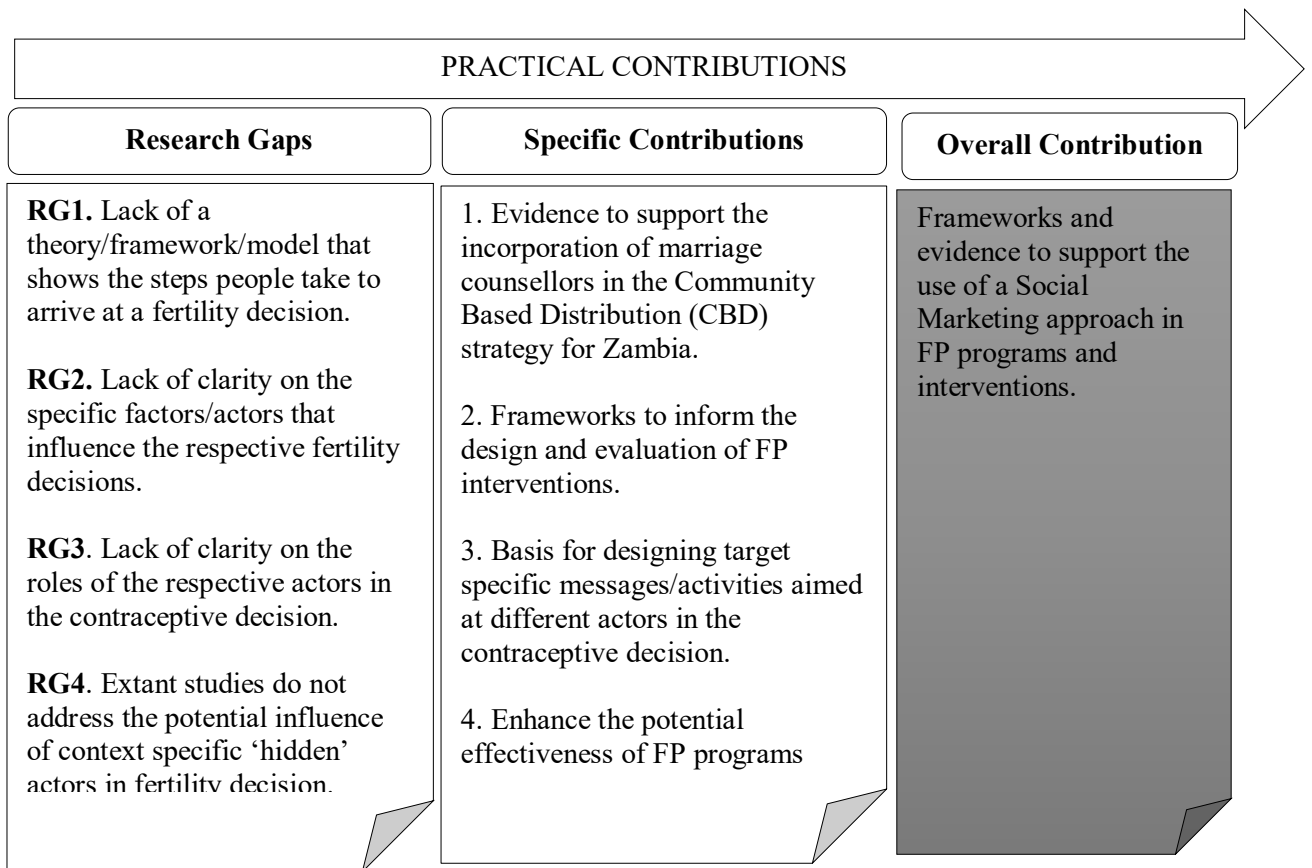 PRACTICAL CONTRIBUTIONS
Research Gaps
RG1. Lack of a
theory/framework/model that
shows the steps people take to
arrive at a fertility decision.
RG2. Lack of clarity on the
specific factors/actors that
influence the respective fertility
decisions.
RG3. Lack of clarity on the
roles of the respective actors in
the contraceptive decision.
RG4. Extant studies do not
address the potential influence
of context specific ‘hidden’
actors in fertility decision.
Specific Contributions
1. Evidence to support the
incorporation of marriage
counsellors in the Community
Based Distribution (CBD)
strategy for Zambia.
2. Frameworks to inform the
design and evaluation of FP
interventions.
3. Basis for designing target
specific messages/activities aimed
at different actors in the
contraceptive decision.
4. Enhance the potential
effectiveness of FP programs
Overall Contribution
Frameworks and
evidence to support the
use of a Social
Marketing approach in
FP programs and
interventions.